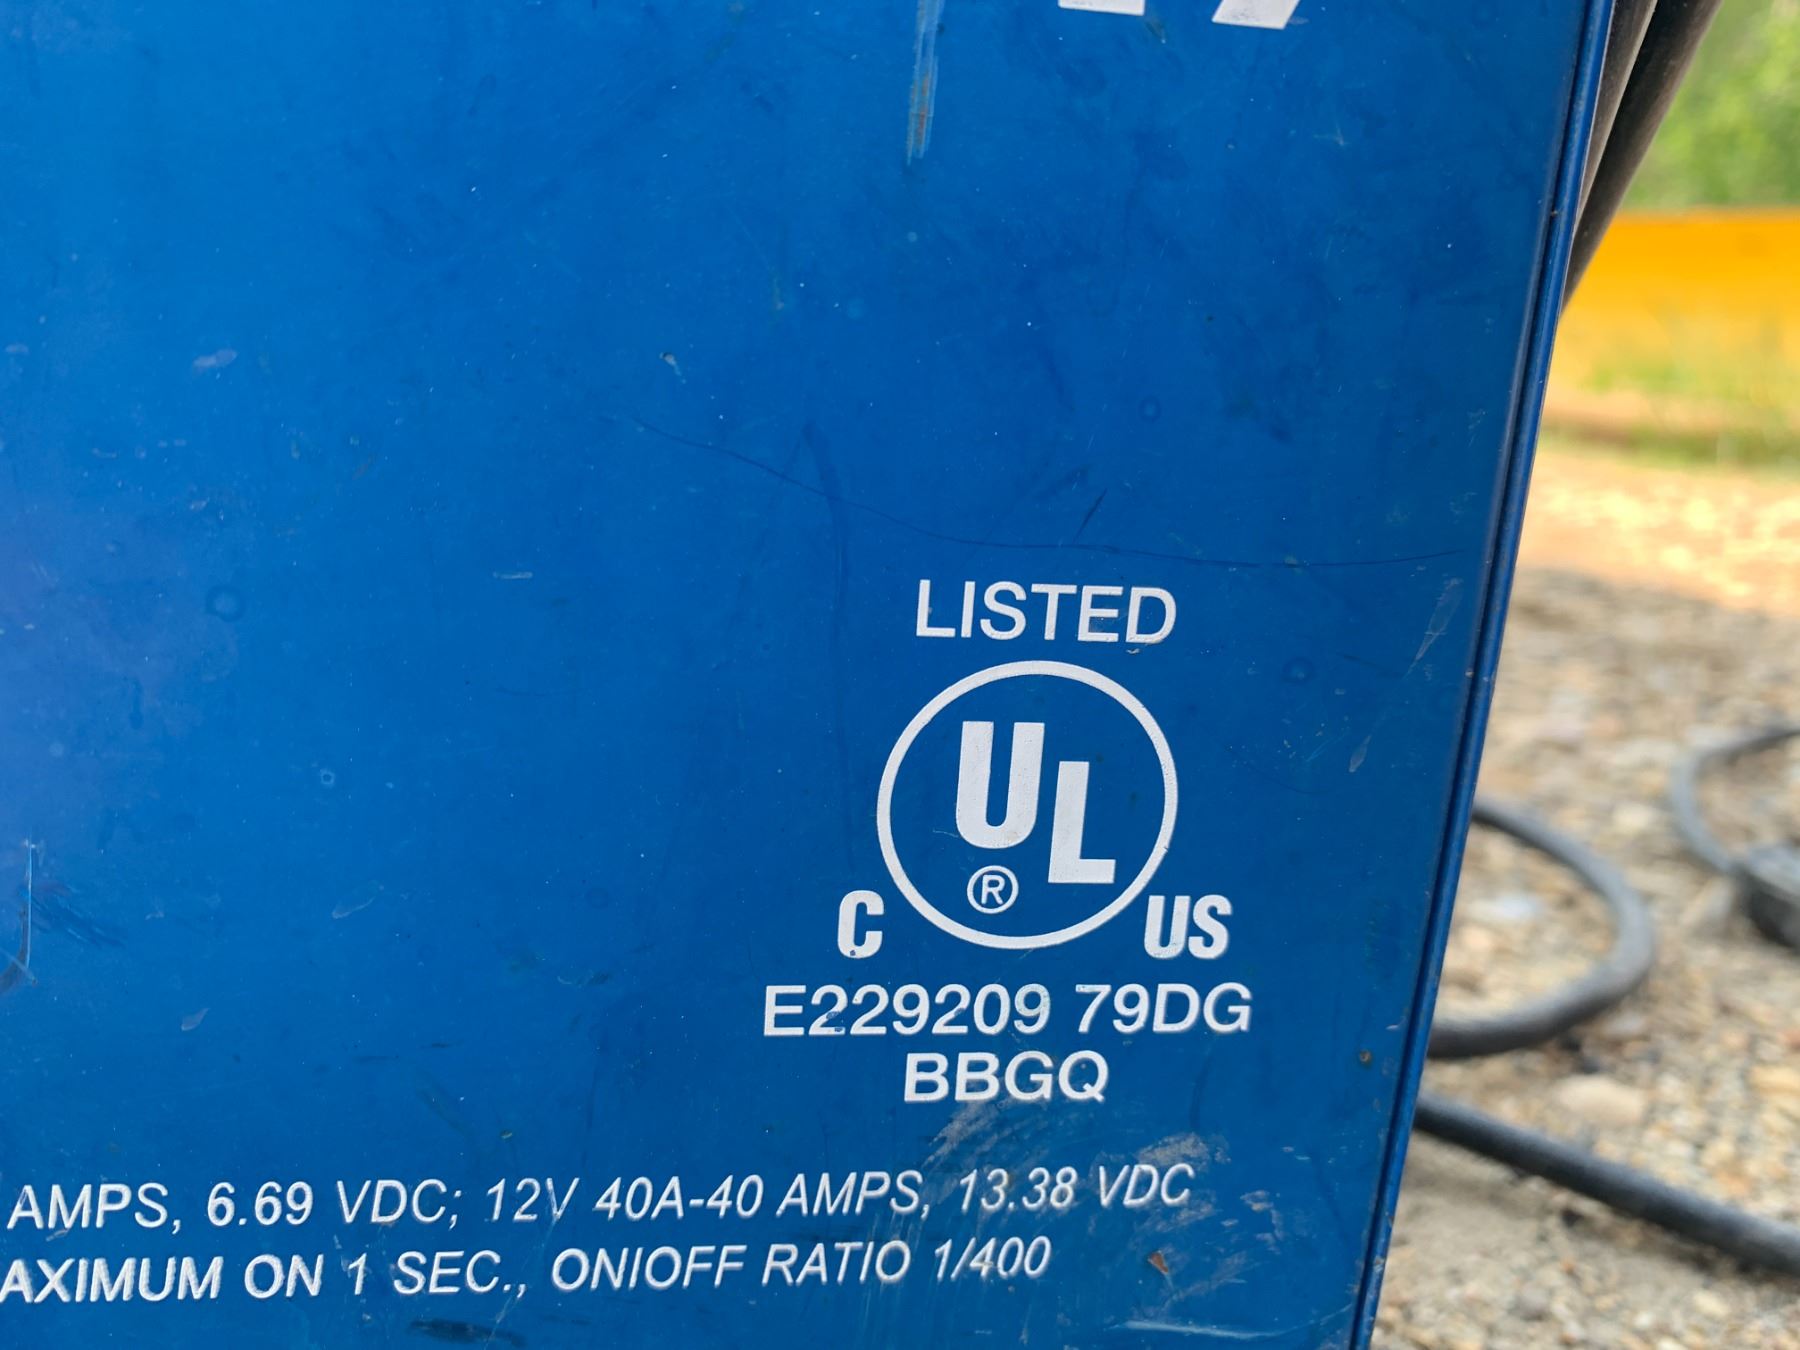 LISTED
UL
®
C US
E229209 79DG
BBGQ
AMPS, 6.69 VDC; 12V 40A-40 AMPS, 13.38 VDC
AXIMUM ON 1 SEC., ONIOFF RATIO 1/400